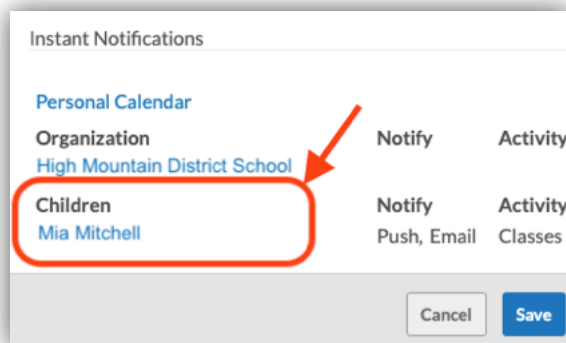 Instant Notifications
Personal Calendar
Organization Notify Activity
High Mountain District School
Children Notify Activity
Mia Mitchell Push, Email Classes
Cancel Save